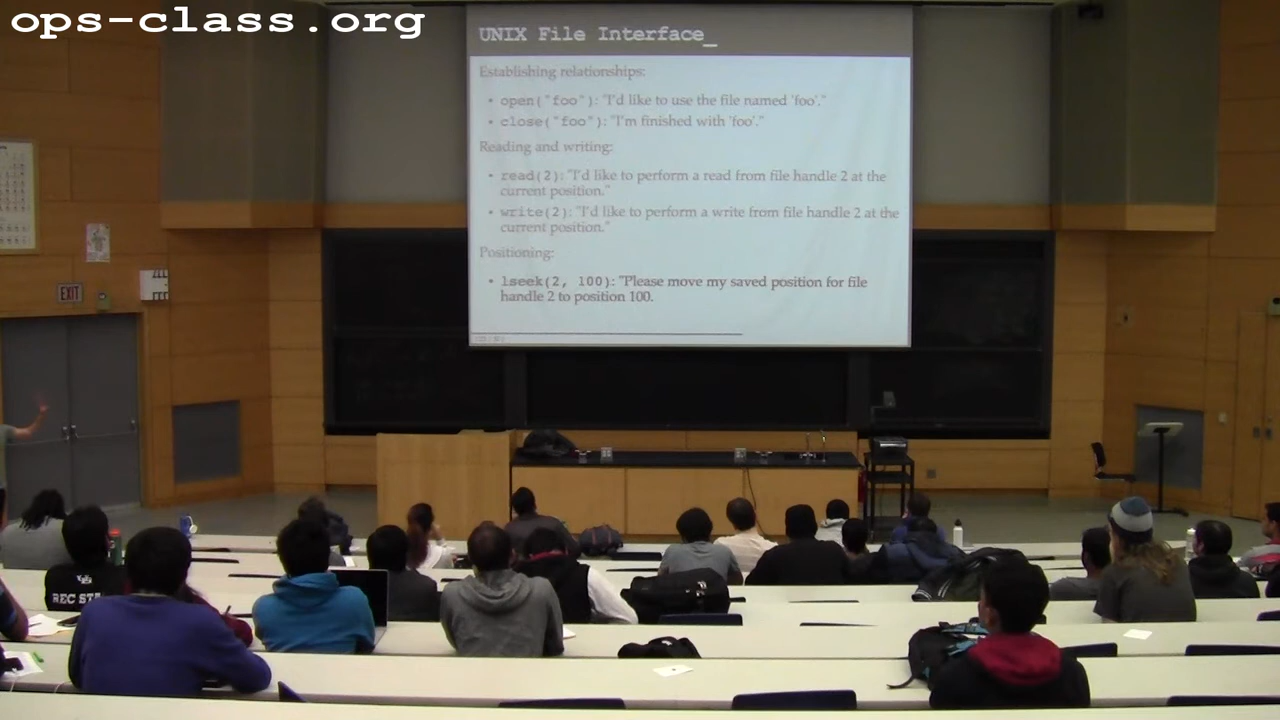 ops-class.org
UNIX File Interface_
Establishing relationships:
• open("foo"): "I'd like to use the file named 'foo'."
• close("foo"): "I'm finished with 'foo'."
Reading and writing:
• read(2): "I'd like to perform a read from file handle 2 at the
current position."
• write(2): "I'd like to perform a write from file handle 2 at the
current position."
Positioning:
• lseek(2, 100): "Please move my saved position for file
handle 2 to position 100.
EXIT